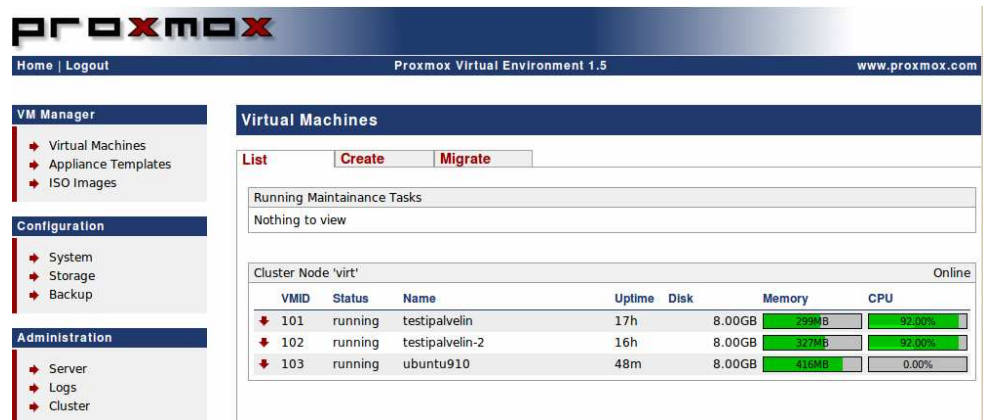 proxmox
Home | Logout Proxmox Virtual Environment 1.5 www.proxmox.com
VM Manager
Virtual Machines
Appliance Templates
ISO Images
Configuration
System
Storage
Backup
Administration
Server
Logs
Cluster
Virtual Machines
List Create Migrate
Running Maintainance Tasks
Nothing to view
Cluster Node 'virt' Online
VMID Status Name Uptime Disk Memory CPU
101 running testipalvelin 17h 8.00GB 299MB 92.00%
102 running testipalvelin-2 16h 8.00GB 327MB 92.00%
103 running ubuntu910 48m 8.00GB 416MB 0.00%